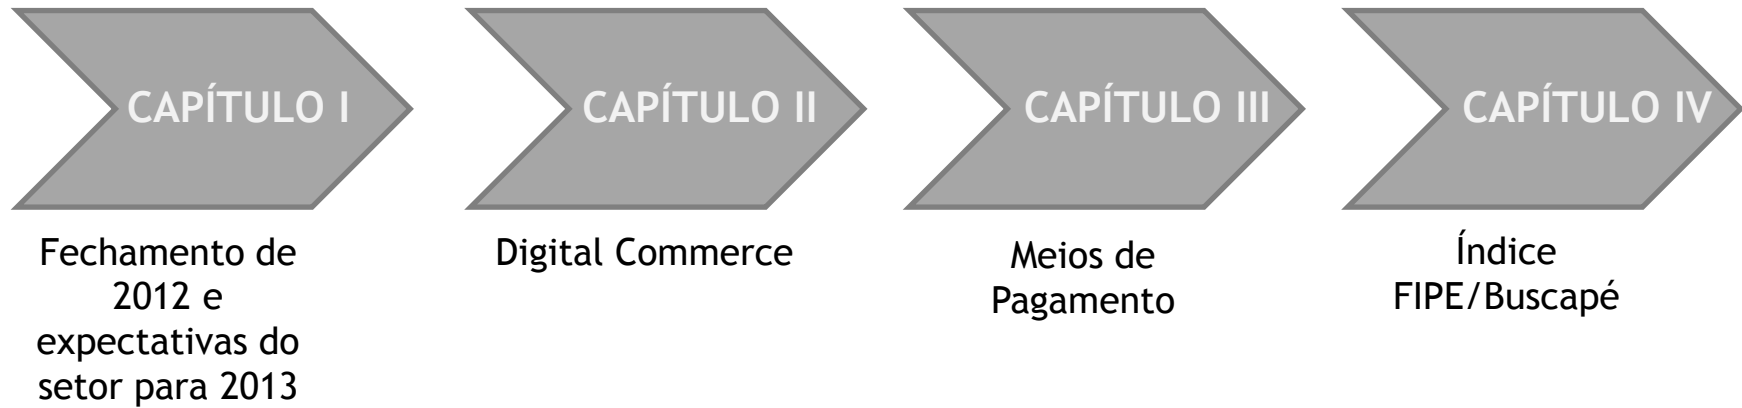 CAPÍTULO I
Fechamento de
2012 e
expectativas do
setor para 2013
CAPÍTULO II
Digital Commerce
CAPÍTULO III
Meios de
Pagamento
CAPÍTULO IV
Índice
FIPE/Buscapé